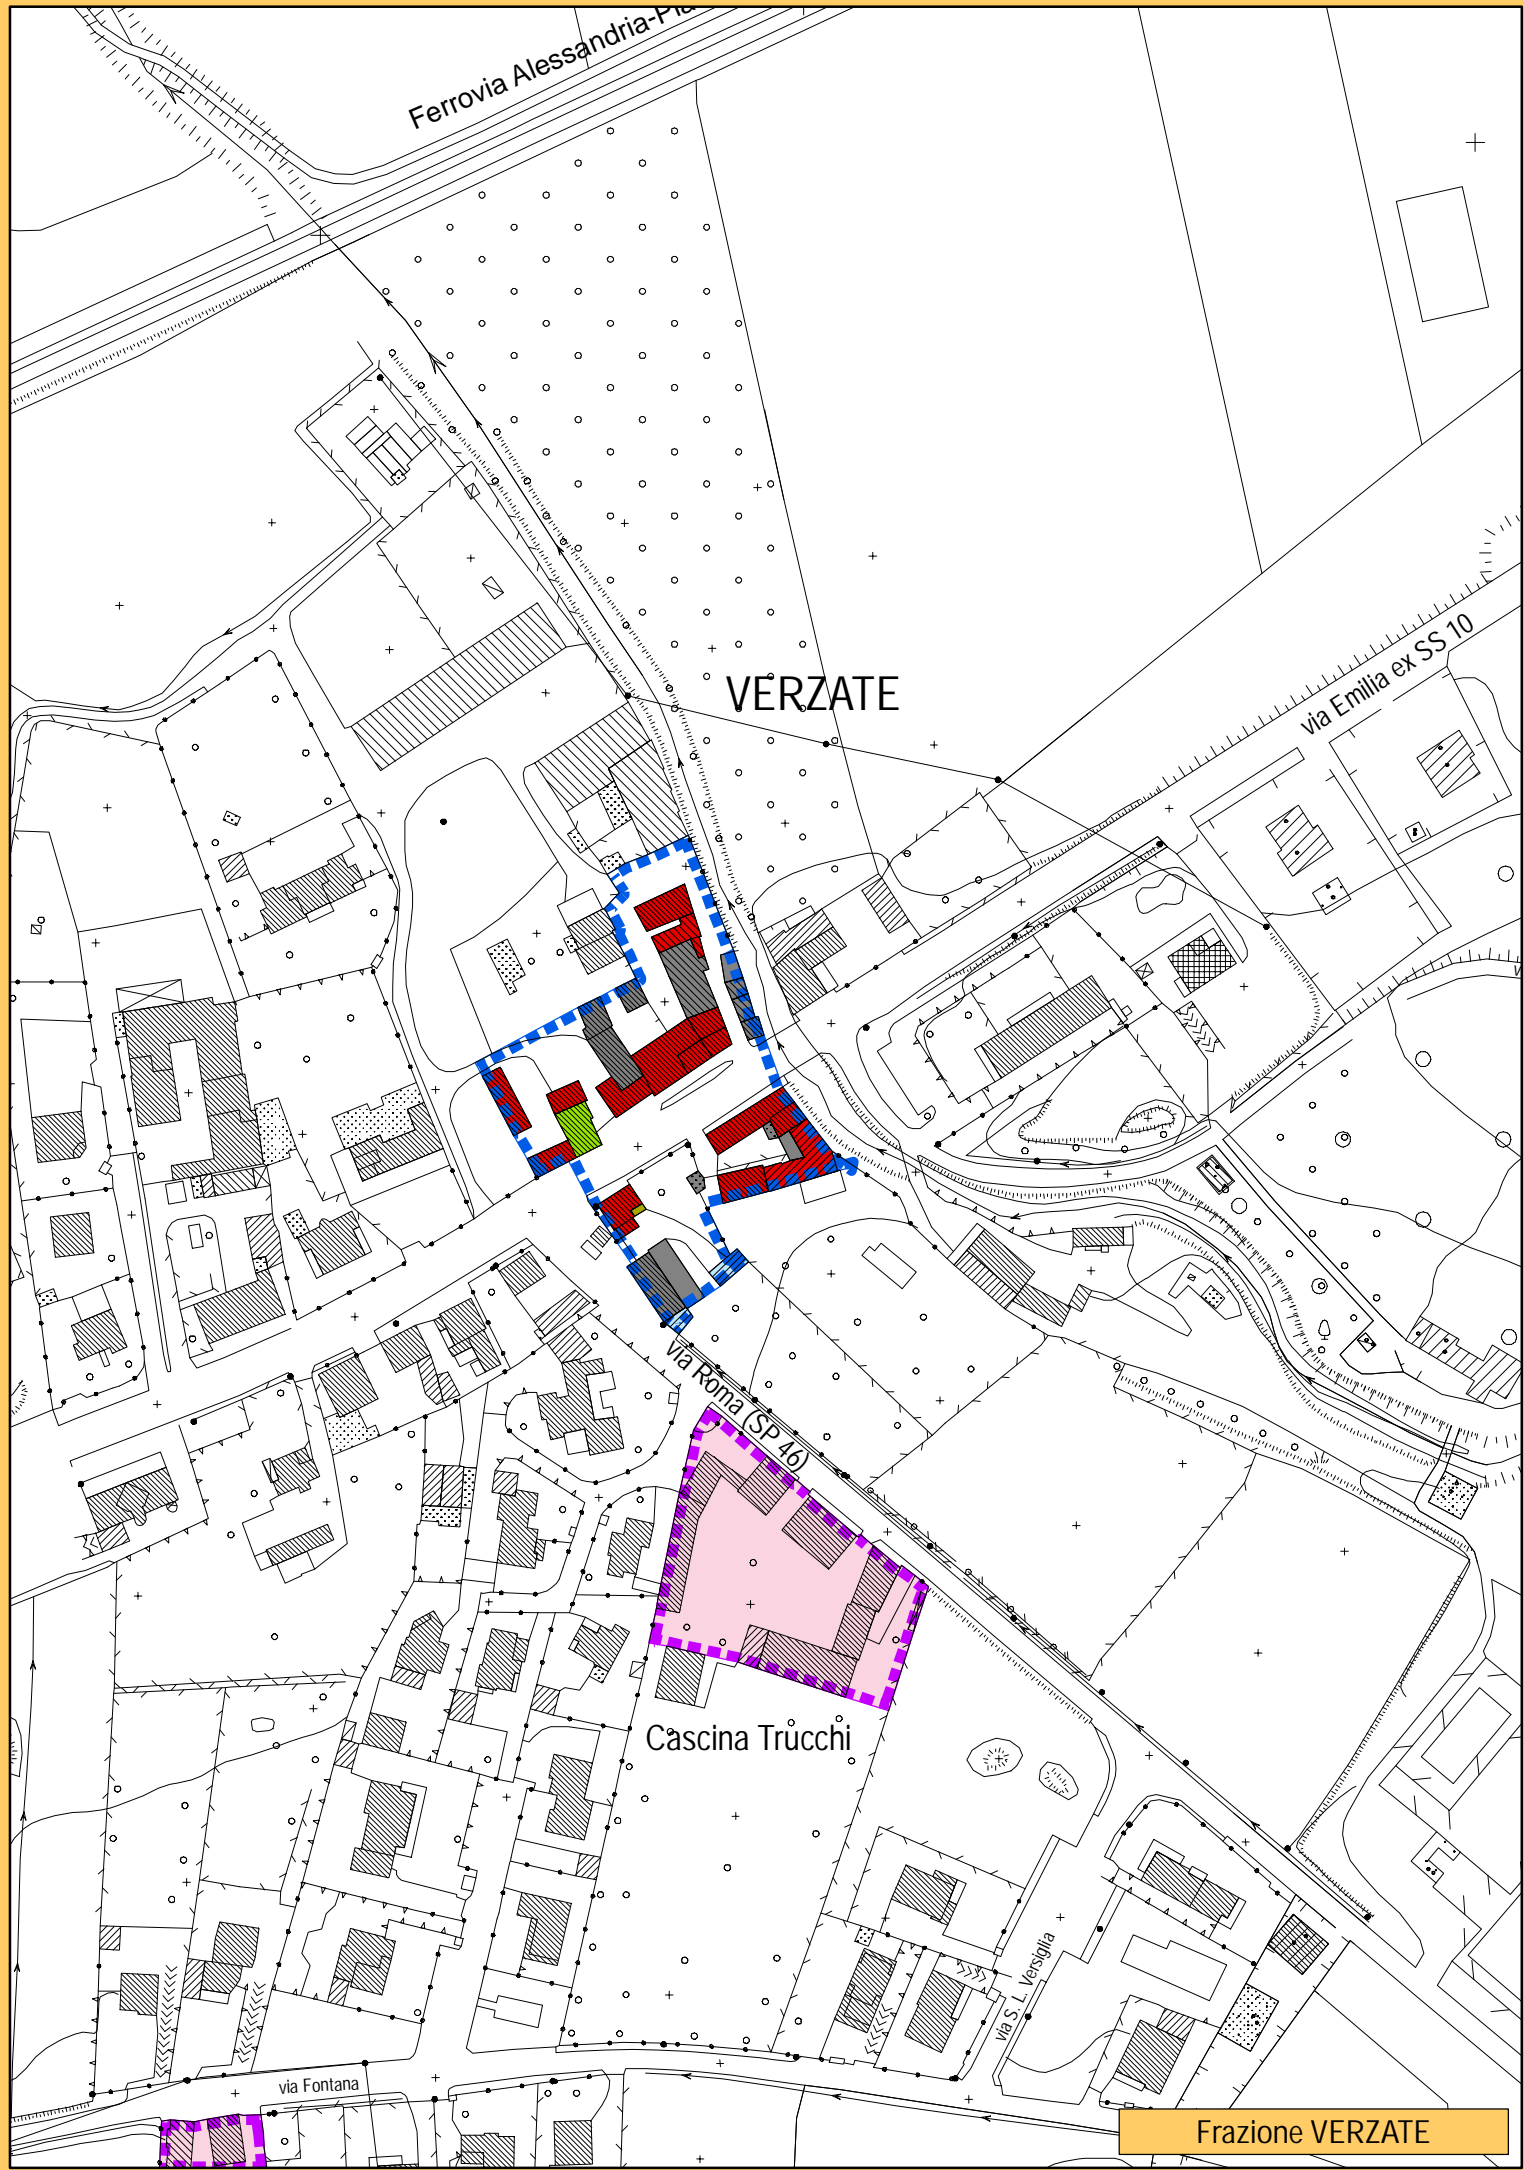 Ferrovia Alessandria-
VERZATE
via Emilia ex SS 10
via Roma (SP 46)
Cascina Trucchi
via S. L. Versiglia
via Fontana
Frazione VERZATE